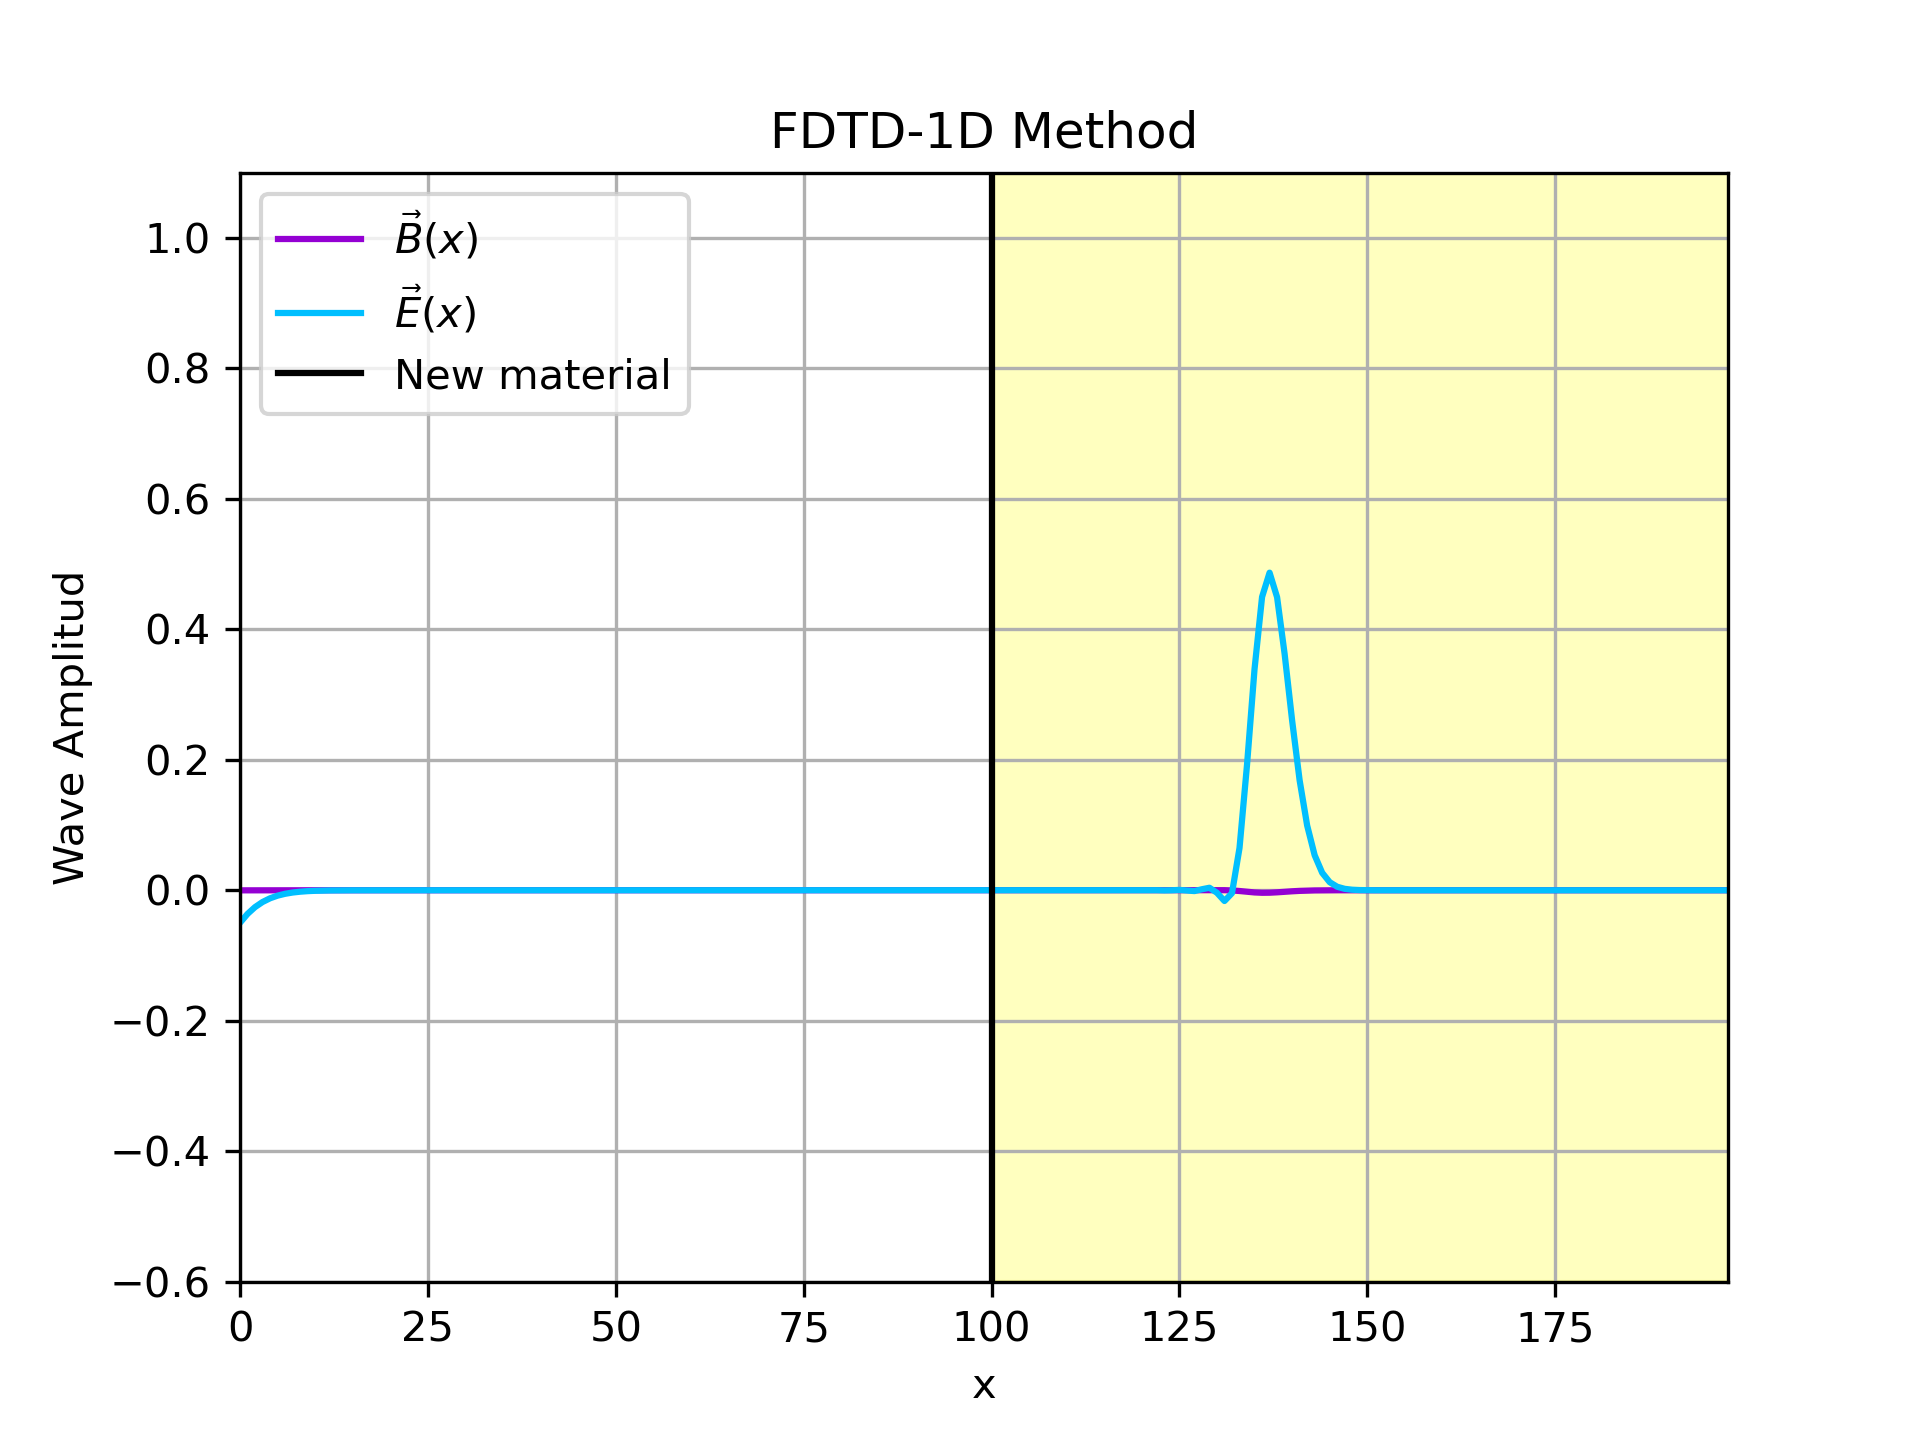 FDTD-1D Method
B⃗(x)
E⃗(x)
New material
Wave Amplitud
1.0
0.8
0.6
0.4
0.2
0.0
−0.2
−0.4
−0.6
0 25 50 75 100 125 150 175
x